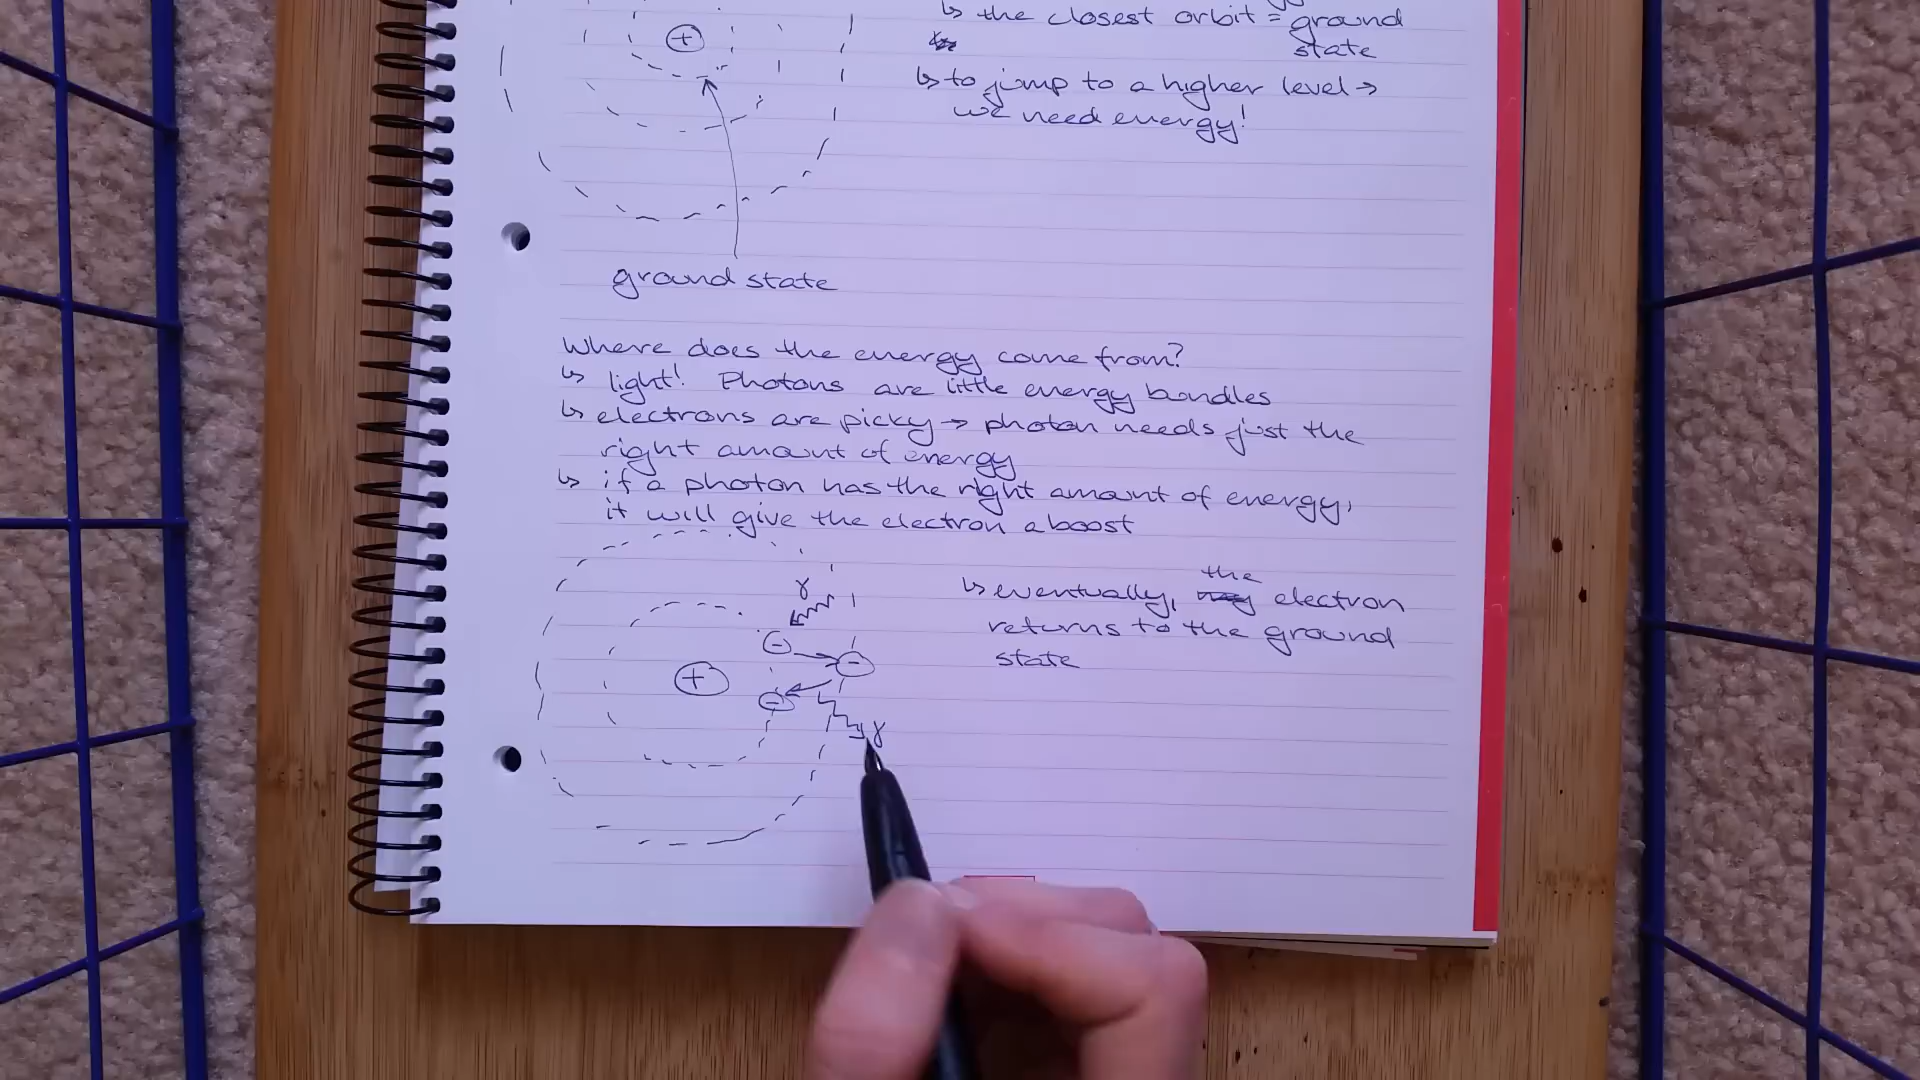 ↳ the closest orbit = ground
state
↳ to jump to a higher level →
we need energy!
+
ground state
Where does the energy come from?
↳ light! Photons are little energy bundles
↳ electrons are picky → photon needs just the
right amount of energy
↳ if a photon has the right amount of energy,
it will give the electron a boost
γ
-
-
+
-
γ
the
↳ eventually, electron
returns to the ground
state